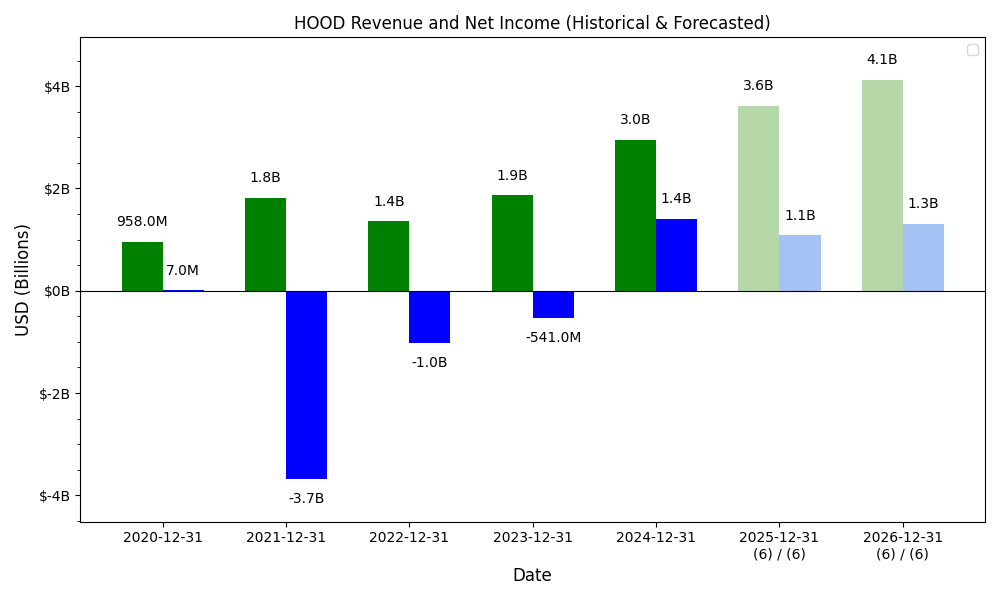 HOOD Revenue and Net Income (Historical & Forecasted)
USD (Billions)
$4B
$2B
$0B
$-2B
$-4B
958.0M
7.0M
1.8B
-3.7B
1.4B
-1.0B
1.9B
-541.0M
3.0B
1.4B
3.6B
1.1B
4.1B
1.3B
2020-12-31
2021-12-31
2022-12-31
2023-12-31
2024-12-31
2025-12-31
(6) / (6)
2026-12-31
(6) / (6)
Date